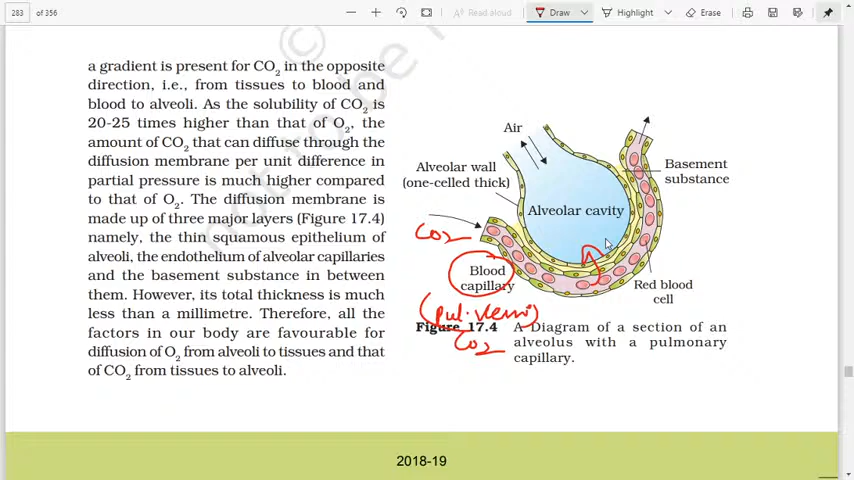 283 of 356
Read aloud Draw Highlight Erase
a gradient is present for CO2 in the opposite
direction, i.e., from tissues to blood and
blood to alveoli. As the solubility of CO2 is
20-25 times higher than that of O2, the
amount of CO2 that can diffuse through the
diffusion membrane per unit difference in
partial pressure is much higher compared
to that of O2. The diffusion membrane is
made up of three major layers (Figure 17.4)
namely, the thin squamous epithelium of
alveoli, the endothelium of alveolar capillaries
and the basement substance in between
them. However, its total thickness is much
less than a millimetre. Therefore, all the
factors in our body are favourable for
diffusion of O2 from alveoli to tissues and that
of CO2 from tissues to alveoli.
Air
Alveolar wall
(one-celled thick)
Basement
substance
Alveolar cavity
CO2
Blood
capillary
Red blood
cell
(pul.
Figure 17.4 A Diagram of a section of an
alveolus with a pulmonary
capillary.
CO2
© not to be
2018-19